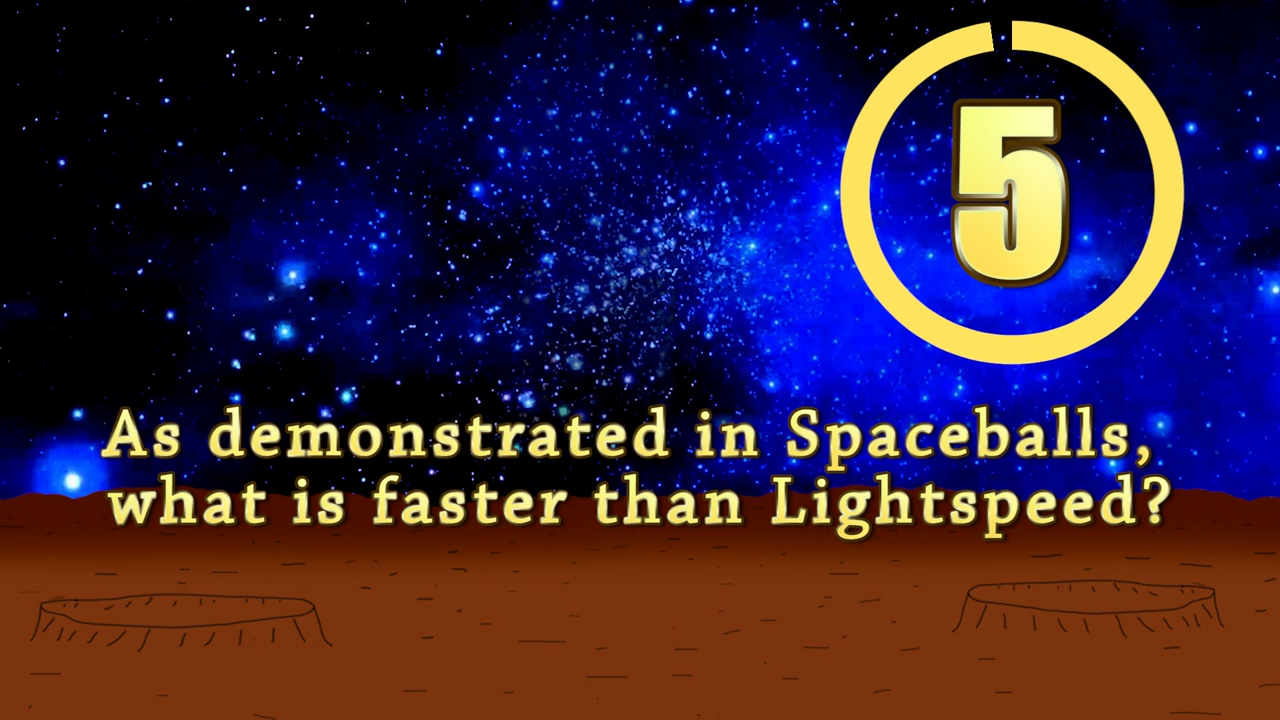 5
As demonstrated in Spaceballs,
what is faster than Lightspeed?